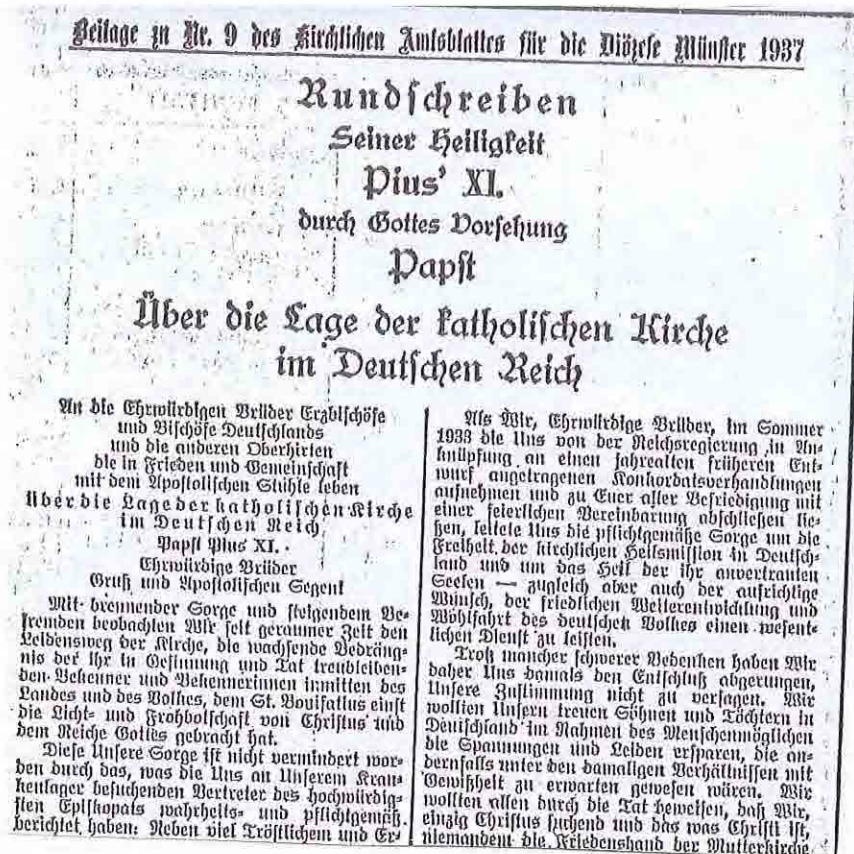 Beilage zu Nr. 9 des Kirchlichen Amtsblattes für die Diözese Münster 1937
Rundschreiben
Seiner Heiligkeit
Pius' XI.
durch Gottes Vorsehung
Papst
Über die Lage der katholischen Kirche
im Deutschen Reich
An die Ehrwürdigen Brüder Erzbischöfe
und Bischöfe Deutschlands
und die anderen Oberhirten
die in Frieden und Gemeinschaft
mit dem Apostolischen Stuhle leben
Über die Lage der katholischen Kirche
im Deutschen Reich
Papst Pius XI.
Ehrwürdige Brüder
Gruß und Apostolischen Segen!
Mit brennender Sorge und steigendem Be-
fremden beobachten Wir seit geraumer Zeit den
Leidensweg der Kirche, die wachsende Bedräng-
nis der ihr in Gesinnung und Tat treubleiben-
den Bekenner und Bekennerinnen inmitten des
Landes und des Volkes, dem St. Bonifatius einst
die Licht- und Frohbotschaft von Christus und
dem Reiche Gottes gebracht hat.
Diese Unsere Sorge ist nicht vermindert wor-
den durch das, was die Uns an Unserem Kran-
kenlager besuchenden Vertreter des hochwürdig-
sten Episkopats wahrheits- und pflichtgemäß
berichtet haben. Neben viel Tröstlichem und Er-
Als Wir, Ehrwürdige Brüder, im Sommer
1933 die Uns von der Reichsregierung in An-
knüpfung an einen jahrealten früheren Ent-
wurf angetragenen Konkordatsverhandlungen
aufnehmen und zu Euer aller Befriedigung mit
einer feierlichen Vereinbarung abschließen lie-
ßen, leitete Uns die pflichtgemäße Sorge um die
Freiheit der kirchlichen Heilsmission in Deutsch-
land und um das Heil der ihr anvertrauten
Seelen — zugleich aber auch der aufrichtige
Wunsch, der friedlichen Weiterentwicklung und
Wohlfahrt des deutschen Volkes einen wesent-
lichen Dienst zu leisten.
Trotz mancher schwerer Bedenken haben Wir
daher Uns damals den Entschluß abgerungen,
Unsere Zustimmung nicht zu versagen. Wir
wollten Unsern treuen Söhnen und Töchtern in
Deutschland im Rahmen des Menschenmöglichen
die Spannungen und Leiden ersparen, die an-
dernfalls unter den damaligen Verhältnissen mit
Gewißheit zu erwarten gewesen wären. Wir
wollten allen durch die Tat beweisen, daß Wir,
einzig Christus suchend und das was Christi ist,
niemandem die Friedenshand der Mutterkirche